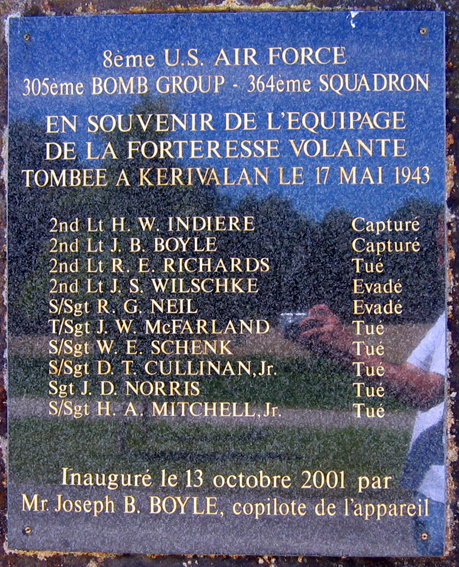 8ème U.S. AIR FORCE
305ème BOMB GROUP - 364ème SQUADRON
EN SOUVENIR DE L'EQUIPAGE
DE LA FORTERESSE VOLANTE
TOMBEE A KERIVALAN LE 17 MAI 1943
2nd Lt H. W. INDIERE Capturé
2nd Lt J. B. BOYLE Capturé
2nd Lt R. E. RICHARDS Tué
2nd Lt J. S. WILSCHKE Evadé
S/Sgt R. G. NEIL Evadé
T/Sgt J. W. McFARLAND Tué
S/Sgt W. E. SCHENK Tué
S/Sgt D. T. CULLINAN, Jr. Tué
Sgt J. D. NORRIS Tué
S/Sgt H. A. MITCHELL, Jr. Tué
Inauguré le 13 octobre 2001 par
Mr. Joseph B. BOYLE, copilote de l'appareil